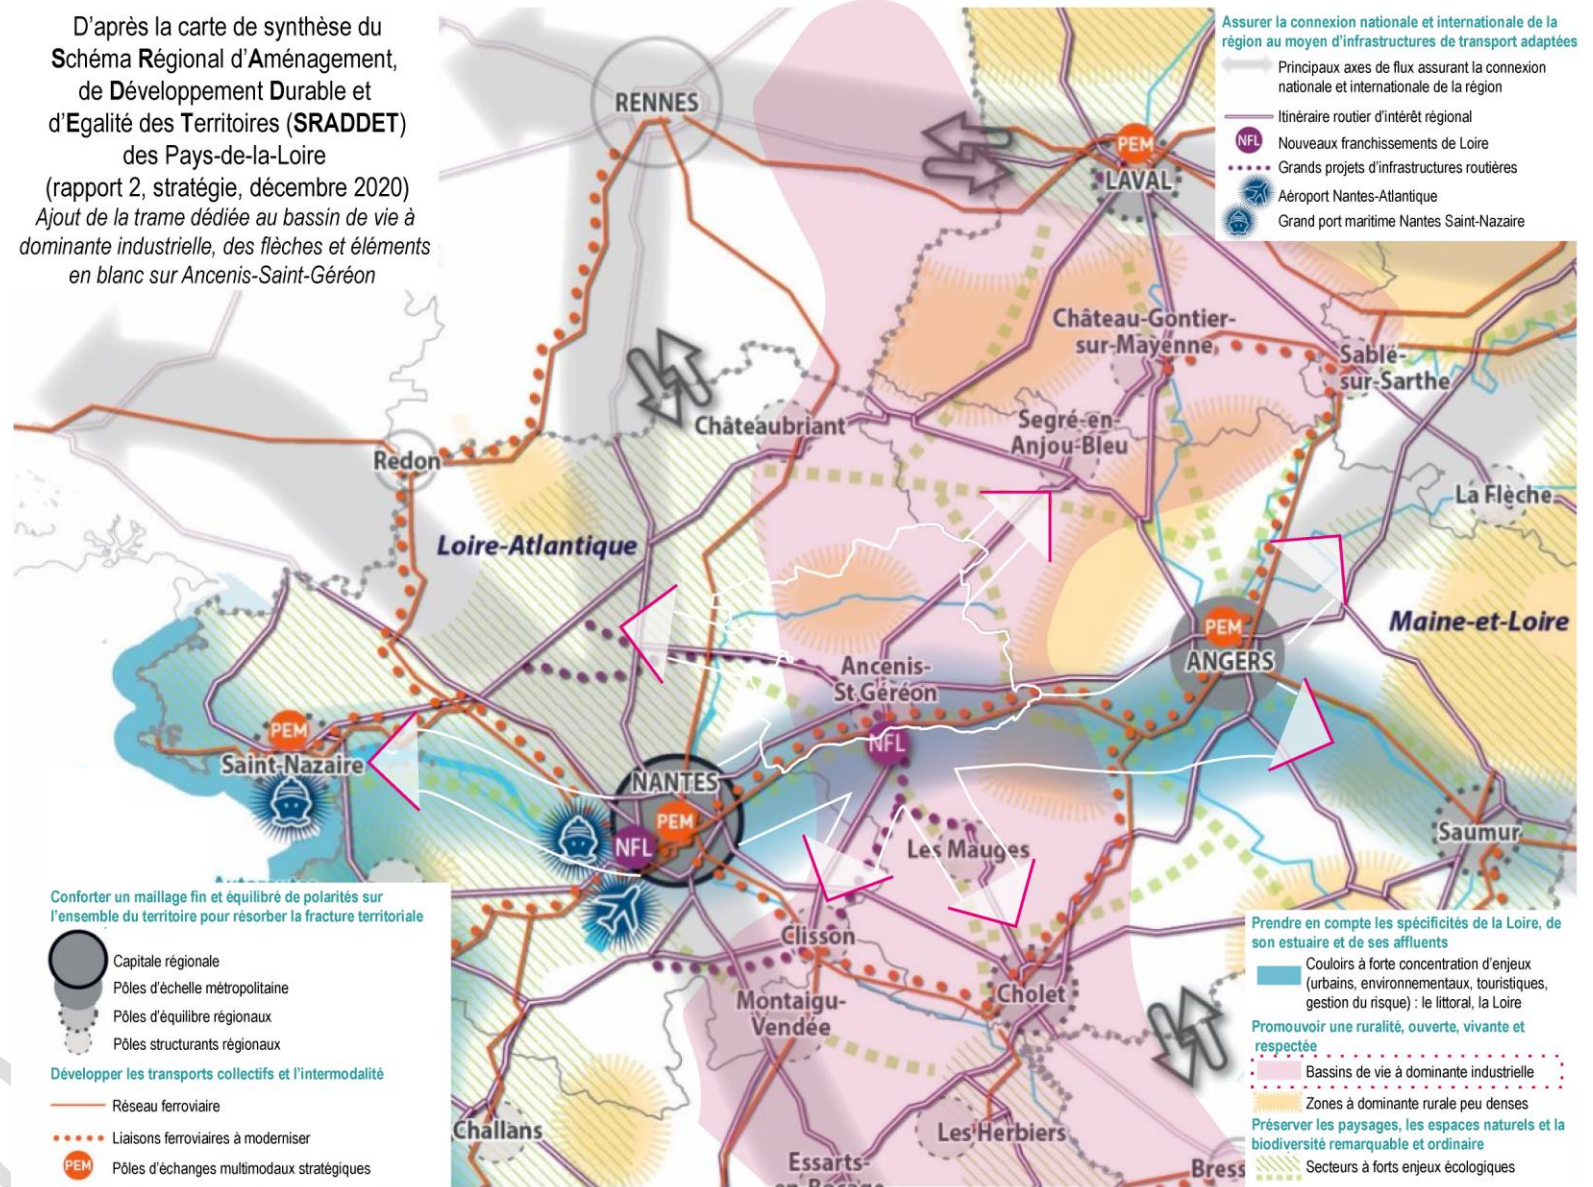 D'après la carte de synthèse du
Schéma Régional d'Aménagement,
de Développement Durable et
d'Egalité des Territoires (SRADDET)
des Pays-de-la-Loire
(rapport 2, stratégie, décembre 2020)
Ajout de la trame dédiée au bassin de vie à
dominante industrielle, des flèches et éléments
en blanc sur Ancenis-Saint-Géréon
Assurer la connexion nationale et internationale de la
région au moyen d'infrastructures de transport adaptées
Principaux axes de flux assurant la connexion
nationale et internationale de la région
Itinéraire routier d'intérêt régional
NFL
Nouveaux franchissements de Loire
Grands projets d'infrastructures routières
Aéroport Nantes-Atlantique
Grand port maritime Nantes Saint-Nazaire
RENNES
PEM
LAVAL
Château-Gontier-
sur-Mayenne
Sablé-
sur-Sarthe
Châteaubriant
Segré-en-
Anjou-Bleu
Redon
La Flèche
Loire-Atlantique
Maine-et-Loire
PEM
ANGERS
Ancenis-
St Géréon
NFL
PEM
Saint-Nazaire
NANTES
PEM
NFL
Les Mauges
Saumur
Clisson
Cholet
Montaigu-
Vendée
Challans
Les Herbiers
Essarts-
en-Bocage
Bress
Conforter un maillage fin et équilibré de polarités sur
l'ensemble du territoire pour résorber la fracture territoriale
Capitale régionale
Pôles d'échelle métropolitaine
Pôles d'équilibre régionaux
Pôles structurants régionaux
Développer les transports collectifs et l'intermodalité
Réseau ferroviaire
Liaisons ferroviaires à moderniser
PEM
Pôles d'échanges multimodaux stratégiques
Prendre en compte les spécificités de la Loire, de
son estuaire et de ses affluents
Couloirs à forte concentration d'enjeux
(urbains, environnementaux, touristiques,
gestion du risque) : le littoral, la Loire
Promouvoir une ruralité, ouverte, vivante et
respectée
Bassins de vie à dominante industrielle
Zones à dominante rurale peu denses
Préserver les paysages, les espaces naturels et la
biodiversité remarquable et ordinaire
Secteurs à forts enjeux écologiques